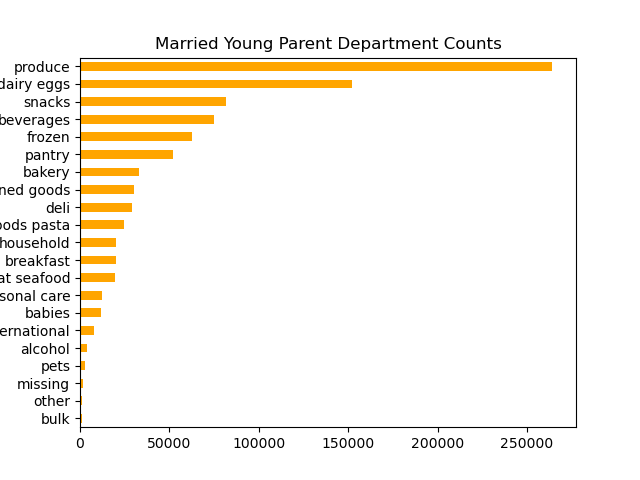 Married Young Parent Department Counts
produce
dairy eggs
snacks
beverages
frozen
pantry
bakery
ned goods
deli
oods pasta
household
breakfast
at seafood
sonal care
babies
ernational
alcohol
pets
missing
other
bulk
0 50000 100000 150000 200000 250000